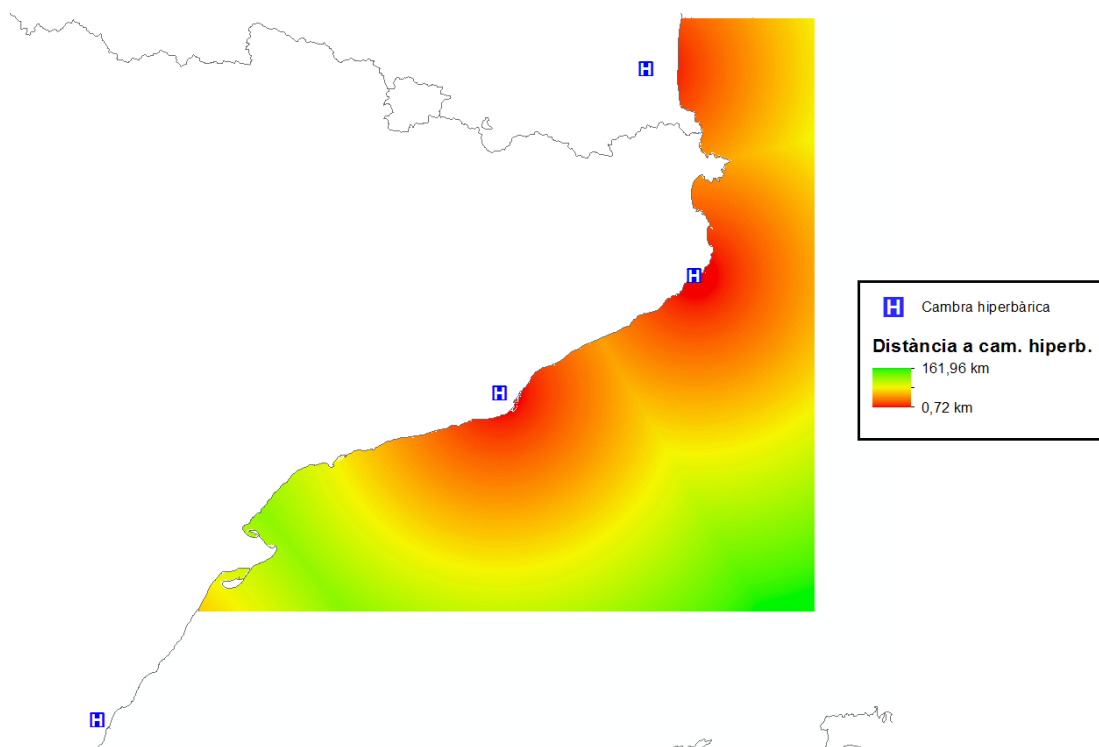 H
H
H
H
H Cambra hiperbàrica
Distància a cam. hiperb.
161,96 km
0,72 km